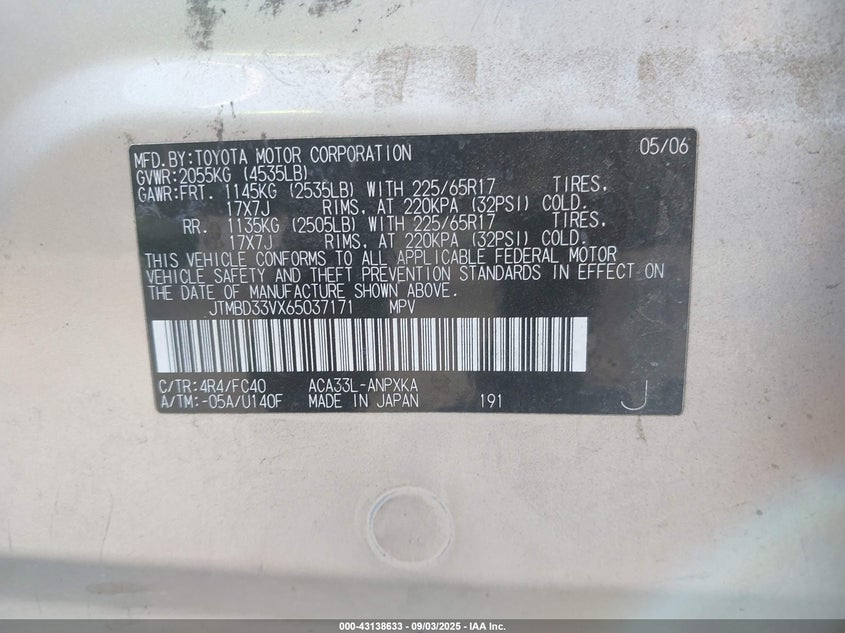 MFD.BY:TOYOTA MOTOR CORPORATION 05/06
GVWR:2055KG (4535LB)
GAWR:FRT. 1145KG (2535LB) WITH 225/65R17 TIRES,
17X7J RIMS, AT 220KPA (32PSI) COLD.
RR. 1135KG (2505LB) WITH 225/65R17 TIRES,
17X7J RIMS, AT 220KPA (32PSI) COLD.
THIS VEHICLE CONFORMS TO ALL APPLICABLE FEDERAL MOTOR
VEHICLE SAFETY AND THEFT PREVENTION STANDARDS IN EFFECT ON
THE DATE OF MANUFACTURE SHOWN ABOVE.
JTMBD33VX65037171 MPV
C/TR:4R4/FC40 ACA33L-ANPXKA
A/TM:-05A/U140F MADE IN JAPAN 191 J
000-43138633 - 09/03/2025 - IAA Inc.